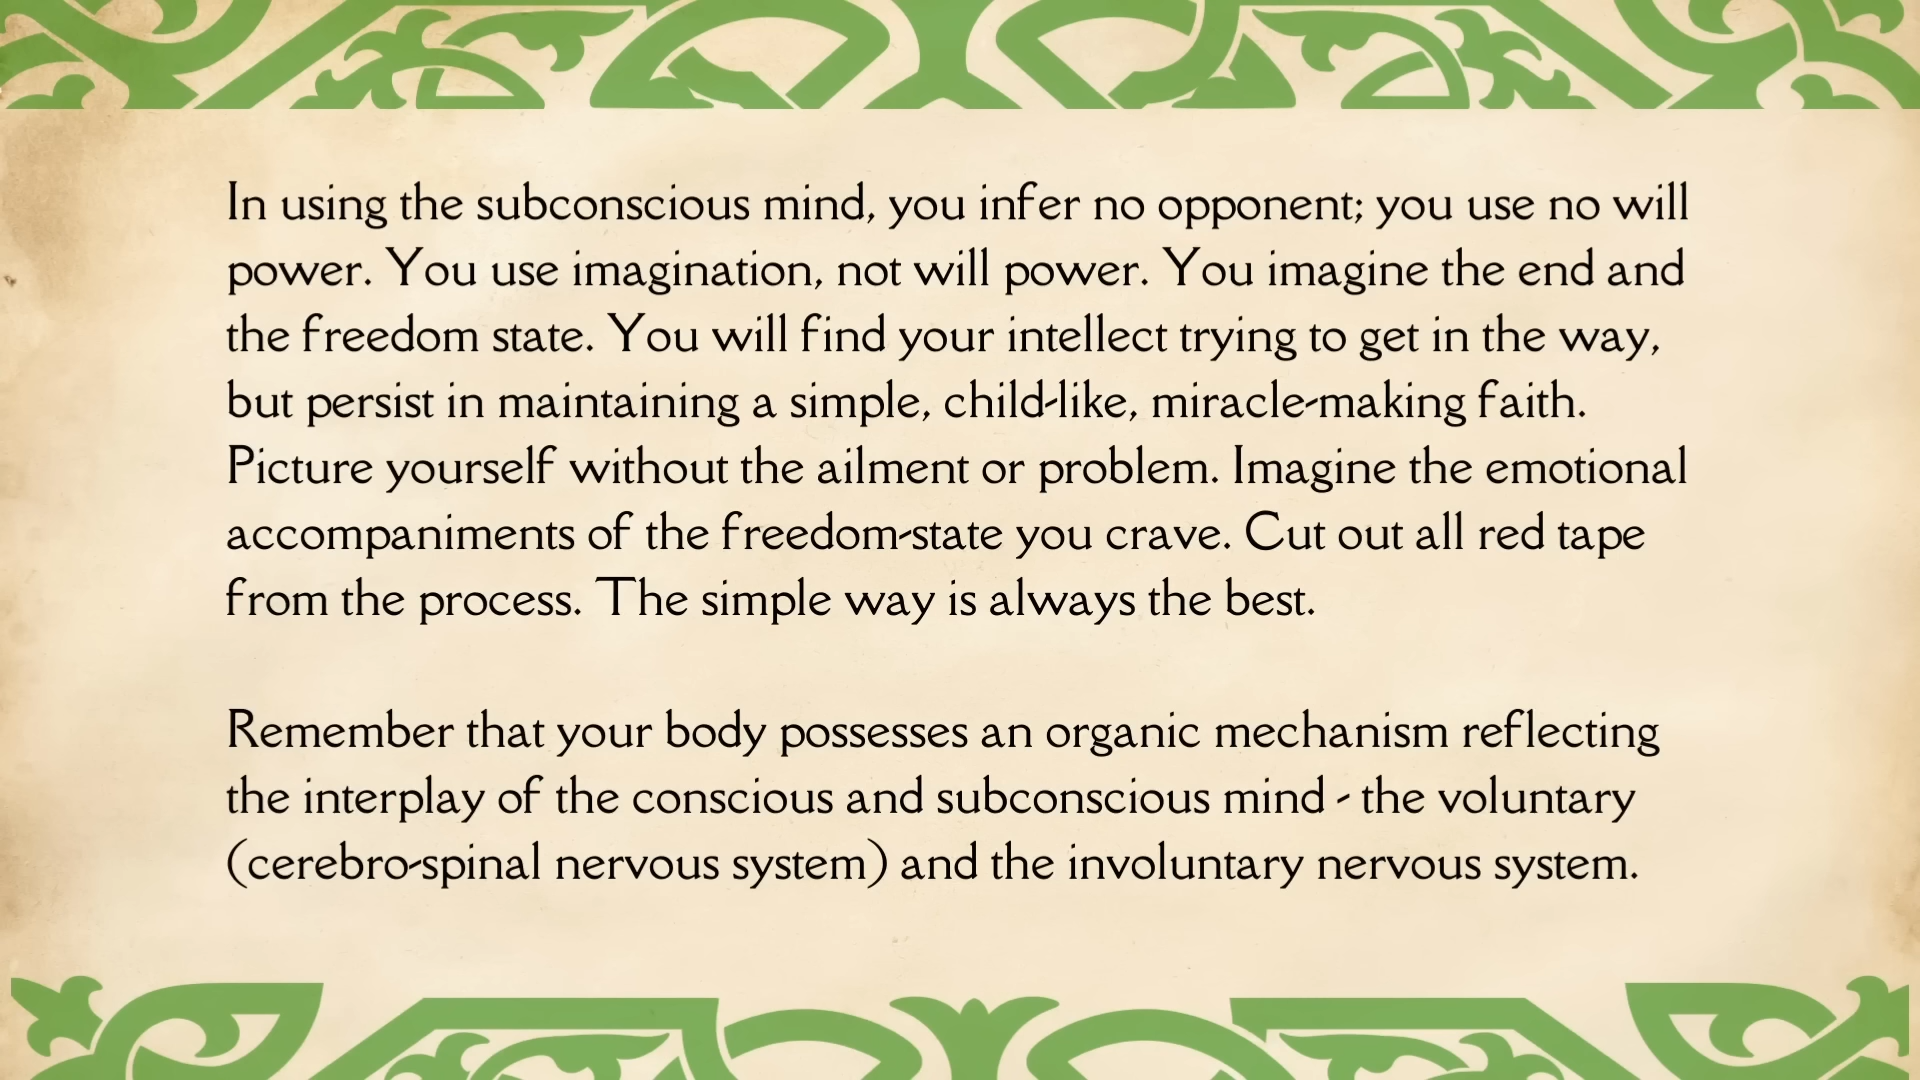 In using the subconscious mind, you infer no opponent; you use no will
power. You use imagination, not will power. You imagine the end and
the freedom state. You will find your intellect trying to get in the way,
but persist in maintaining a simple, child-like, miracle-making faith.
Picture yourself without the ailment or problem. Imagine the emotional
accompaniments of the freedom-state you crave. Cut out all red tape
from the process. The simple way is always the best.
Remember that your body possesses an organic mechanism reflecting
the interplay of the conscious and subconscious mind - the voluntary
(cerebro-spinal nervous system) and the involuntary nervous system.